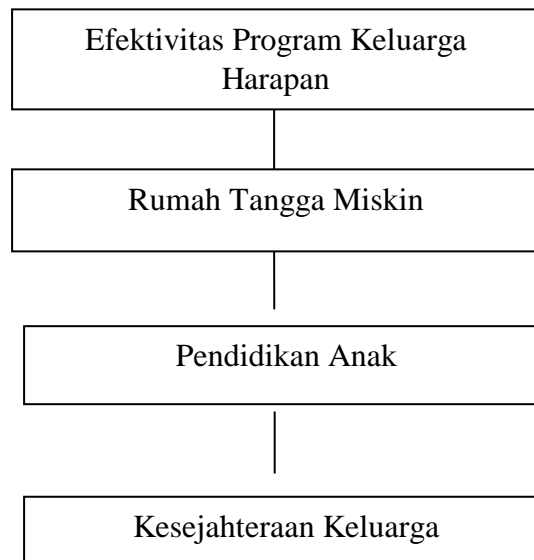 Efektivitas Program Keluarga
Harapan
Rumah Tangga Miskin
Pendidikan Anak
Kesejahteraan Keluarga